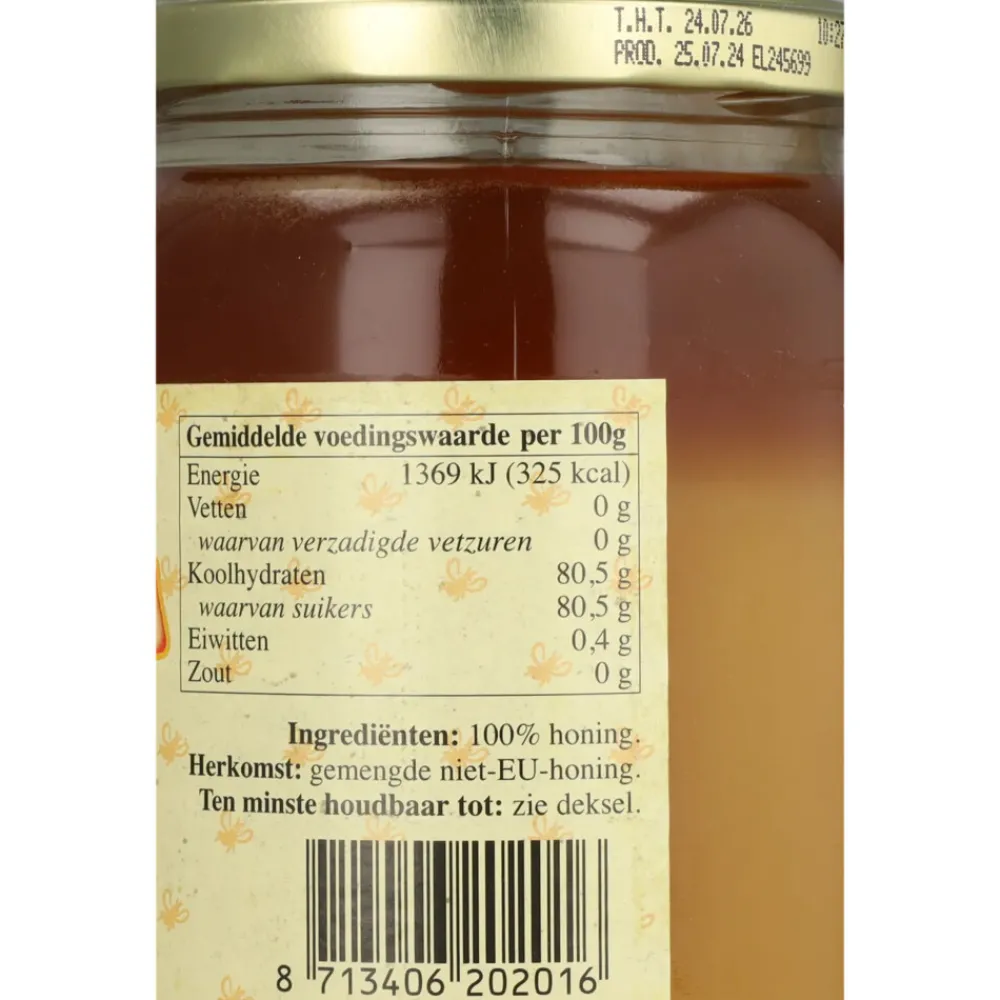 T.H.T. 24.07.26 10:27
PROD. 25.07.24 EL245699
Gemiddelde voedingswaarde per 100g
Energie 1369 kJ (325 kcal)
Vetten 0 g
waarvan verzadigde vetzuren 0 g
Koolhydraten 80,5 g
waarvan suikers 80,5 g
Eiwitten 0,4 g
Zout 0 g
Ingrediënten: 100% honing.
Herkomst: gemengde niet-EU-honing.
Ten minste houdbaar tot: zie deksel.
8 713406 202016